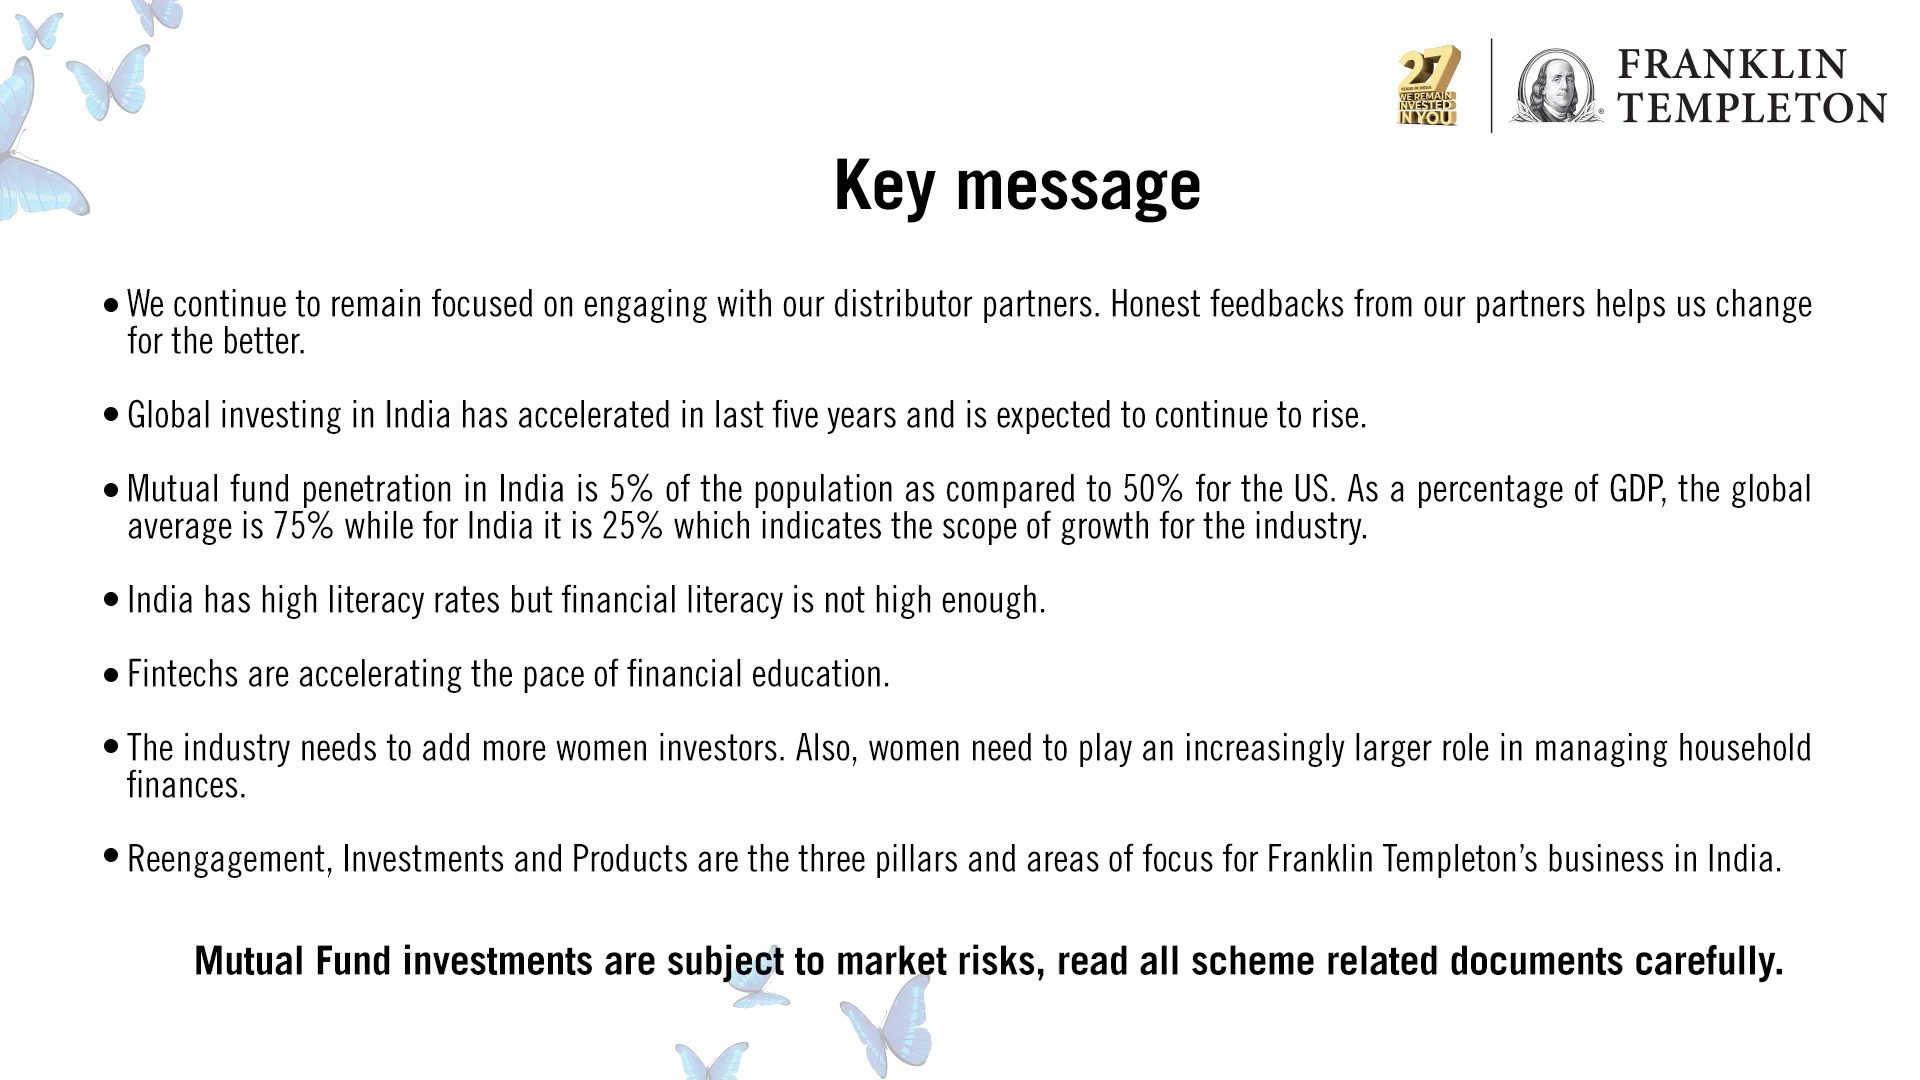 27
YEARS IN INDIA
WE REMAIN
INVESTED
IN YOU
FRANKLIN
TEMPLETON
®
Key message
• We continue to remain focused on engaging with our distributor partners. Honest feedbacks from our partners helps us change
for the better.
• Global investing in India has accelerated in last five years and is expected to continue to rise.
• Mutual fund penetration in India is 5% of the population as compared to 50% for the US. As a percentage of GDP, the global
average is 75% while for India it is 25% which indicates the scope of growth for the industry.
• India has high literacy rates but financial literacy is not high enough.
• Fintechs are accelerating the pace of financial education.
• The industry needs to add more women investors. Also, women need to play an increasingly larger role in managing household
finances.
• Reengagement, Investments and Products are the three pillars and areas of focus for Franklin Templeton’s business in India.
Mutual Fund investments are subject to market risks, read all scheme related documents carefully.